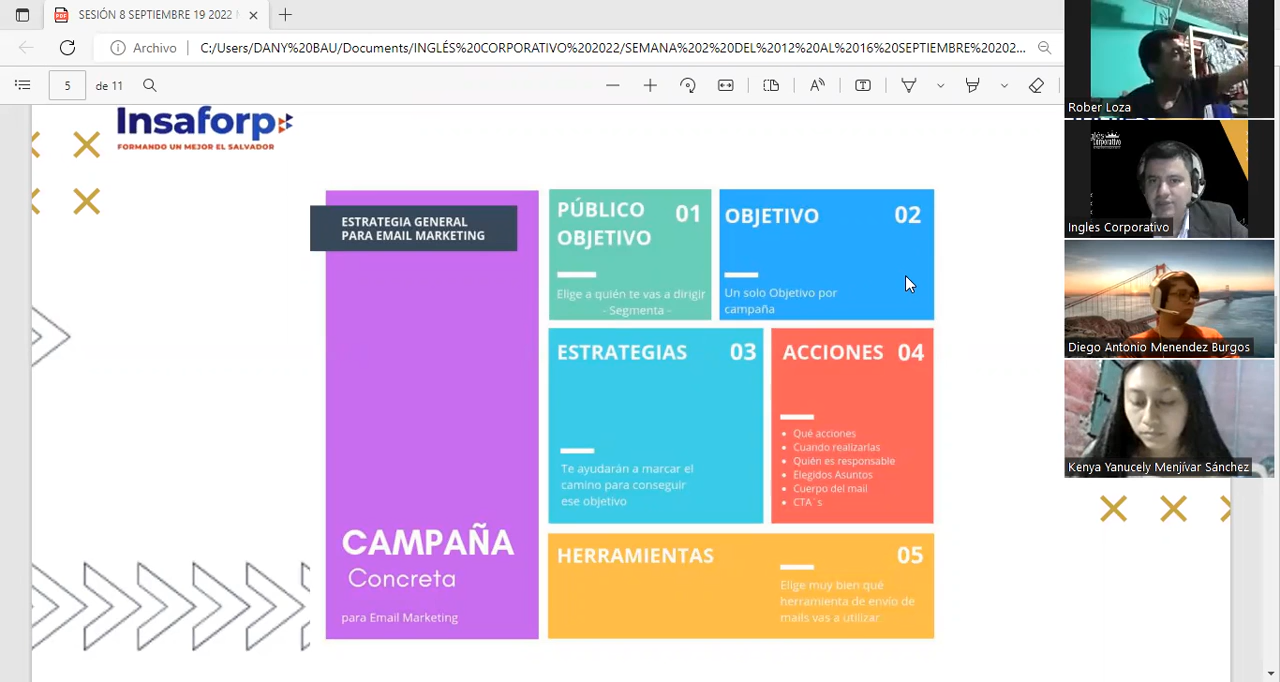 SESIÓN 8 SEPTIEMBRE 19 2022
Archivo
C:/Users/DANY%20BAU/Documents/INGLÉS%20CORPORATIVO%202022/SEMANA%202%20DEL%2012%20AL%2016%20SEPTIEMBRE%20202...
5
de 11
Insaforp
FORMANDO UN MEJOR EL SALVADOR
ESTRATEGIA GENERAL
PARA EMAIL MARKETING
CAMPAÑA
Concreta
para Email Marketing
PÚBLICO 01
OBJETIVO
Elige a quién te vas a dirigir
- Segmenta -
OBJETIVO 02
Un solo Objetivo por
campaña
ESTRATEGIAS 03
Te ayudarán a marcar el
camino para conseguir
ese objetivo
ACCIONES 04
• Qué acciones
• Cuando realizarlas
• Quién es responsable
• Elegidos Asuntos
• Cuerpo del mail
• CTA´s
HERRAMIENTAS 05
Elige muy bien qué
herramienta de envío de
mails vas a utilizar
Rober Loza
Corporativo
Ingles Corporativo
Diego Antonio Menendez Burgos
Kenya Yanucely Menjívar Sánchez